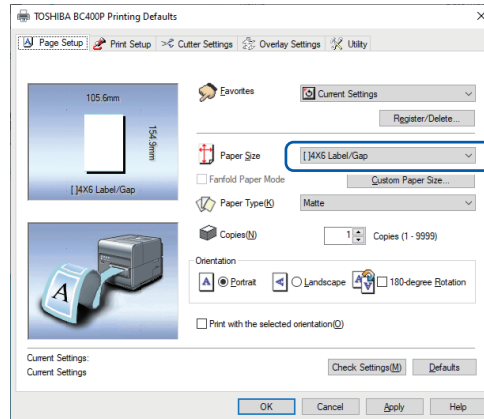 TOSHIBA BC400P Printing Defaults
Page Setup Print Setup Cutter Settings Overlay Settings Utility
105.6mm
154.9mm
[ ]4X6 Label/Gap
Favorites
Current Settings
Register/Delete...
Paper Size
[ ]4X6 Label/Gap
Fanfold Paper Mode
Custom Paper Size...
Paper Type(K)
Matte
Copies(N)
1
Copies (1 - 9999)
Orientation
A Portrait
A Landscape
A A 180-degree Rotation
Print with the selected orientation(O)
A
Current Settings:
Current Settings
Check Settings(M) Defaults
OK Cancel Apply Help